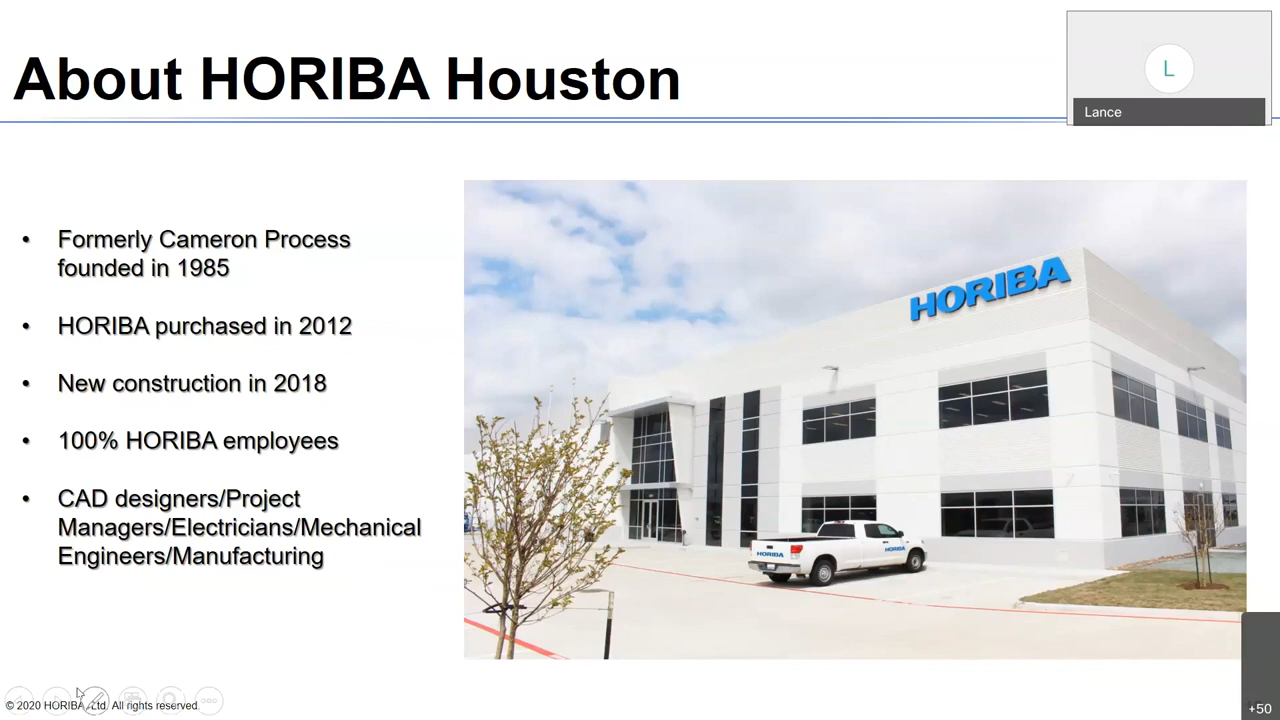 About HORIBA Houston
L
Lance
• Formerly Cameron Process
founded in 1985
• HORIBA purchased in 2012
• New construction in 2018
• 100% HORIBA employees
• CAD designers/Project
Managers/Electricians/Mechanical
Engineers/Manufacturing
HORIBA
HORIBA
HORIBA
© 2020 HORIBA, Ltd. All rights reserved.
+50